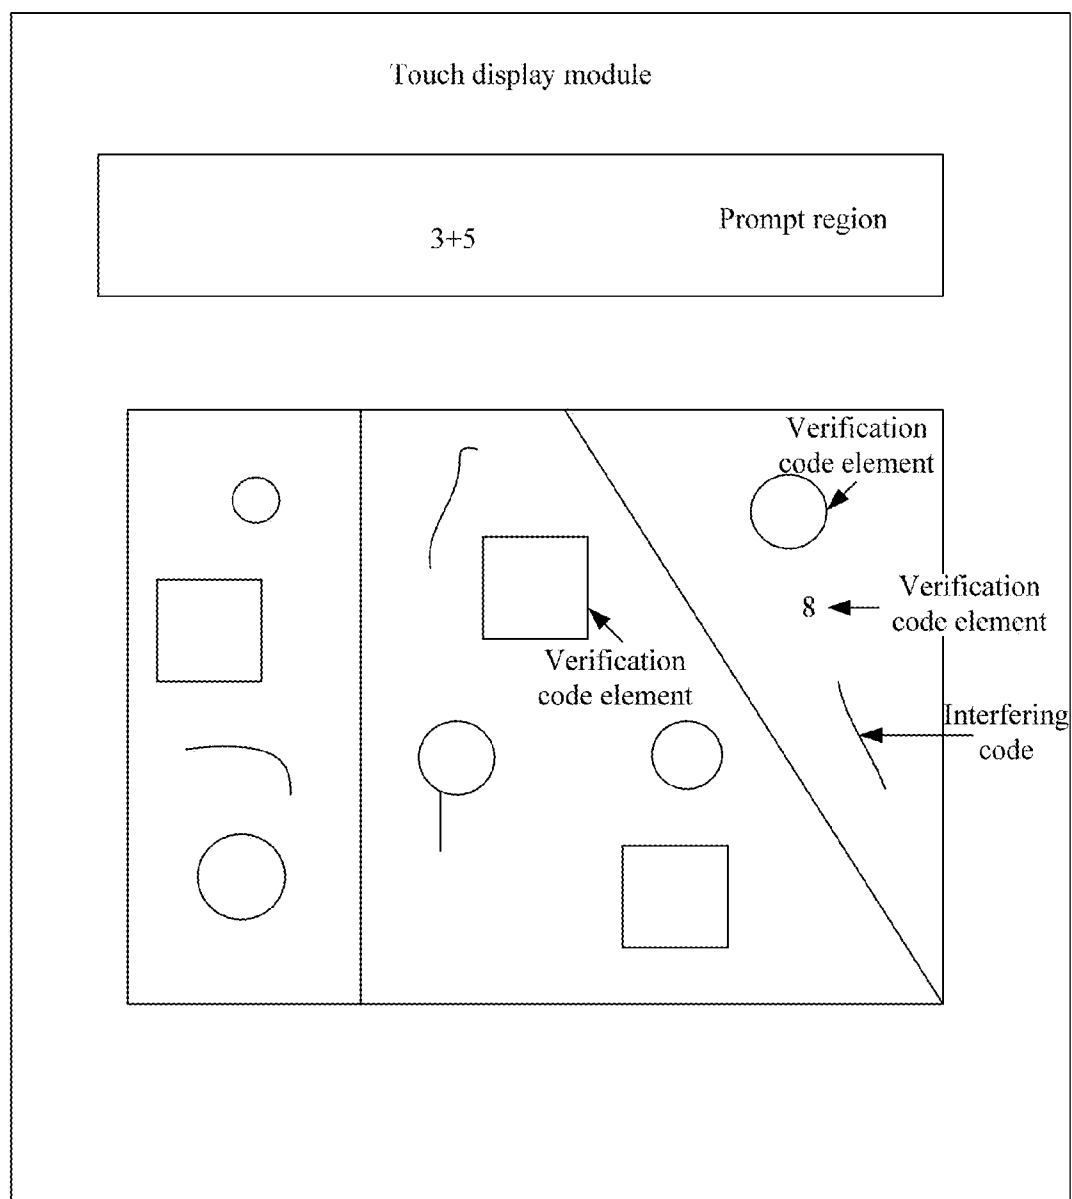 Touch display module
Prompt region
3+5
Verification
code element
8
Verification
code element
Verification
code element
Interfering
code